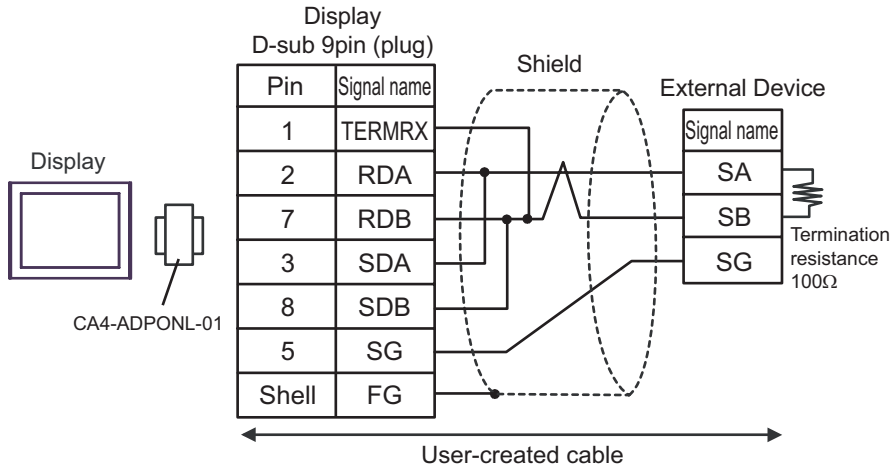 Display
D-sub 9pin (plug)
Shield
External Device
Pin Signal name
1 TERMRX
2 RDA
7 RDB
3 SDA
8 SDB
5 SG
Shell FG
Signal name
SA
SB
SG
Termination
resistance
100Ω
Display
CA4-ADPONL-01
User-created cable